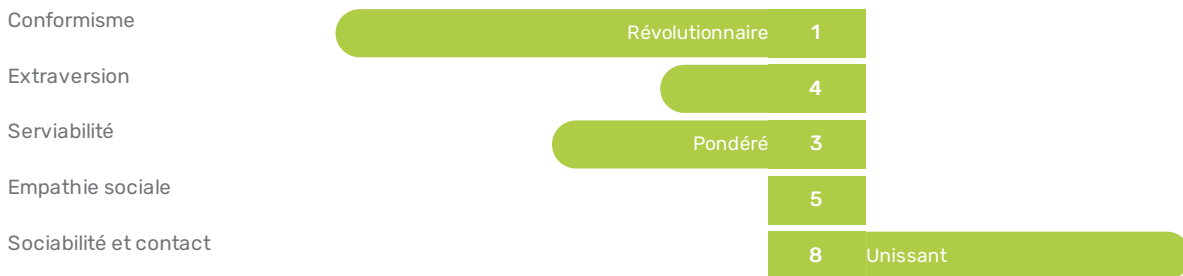 Conformisme Révolutionnaire 1
Extraversion 4
Serviabilité Pondéré 3
Empathie sociale 5
Sociabilité et contact 8 Unissant